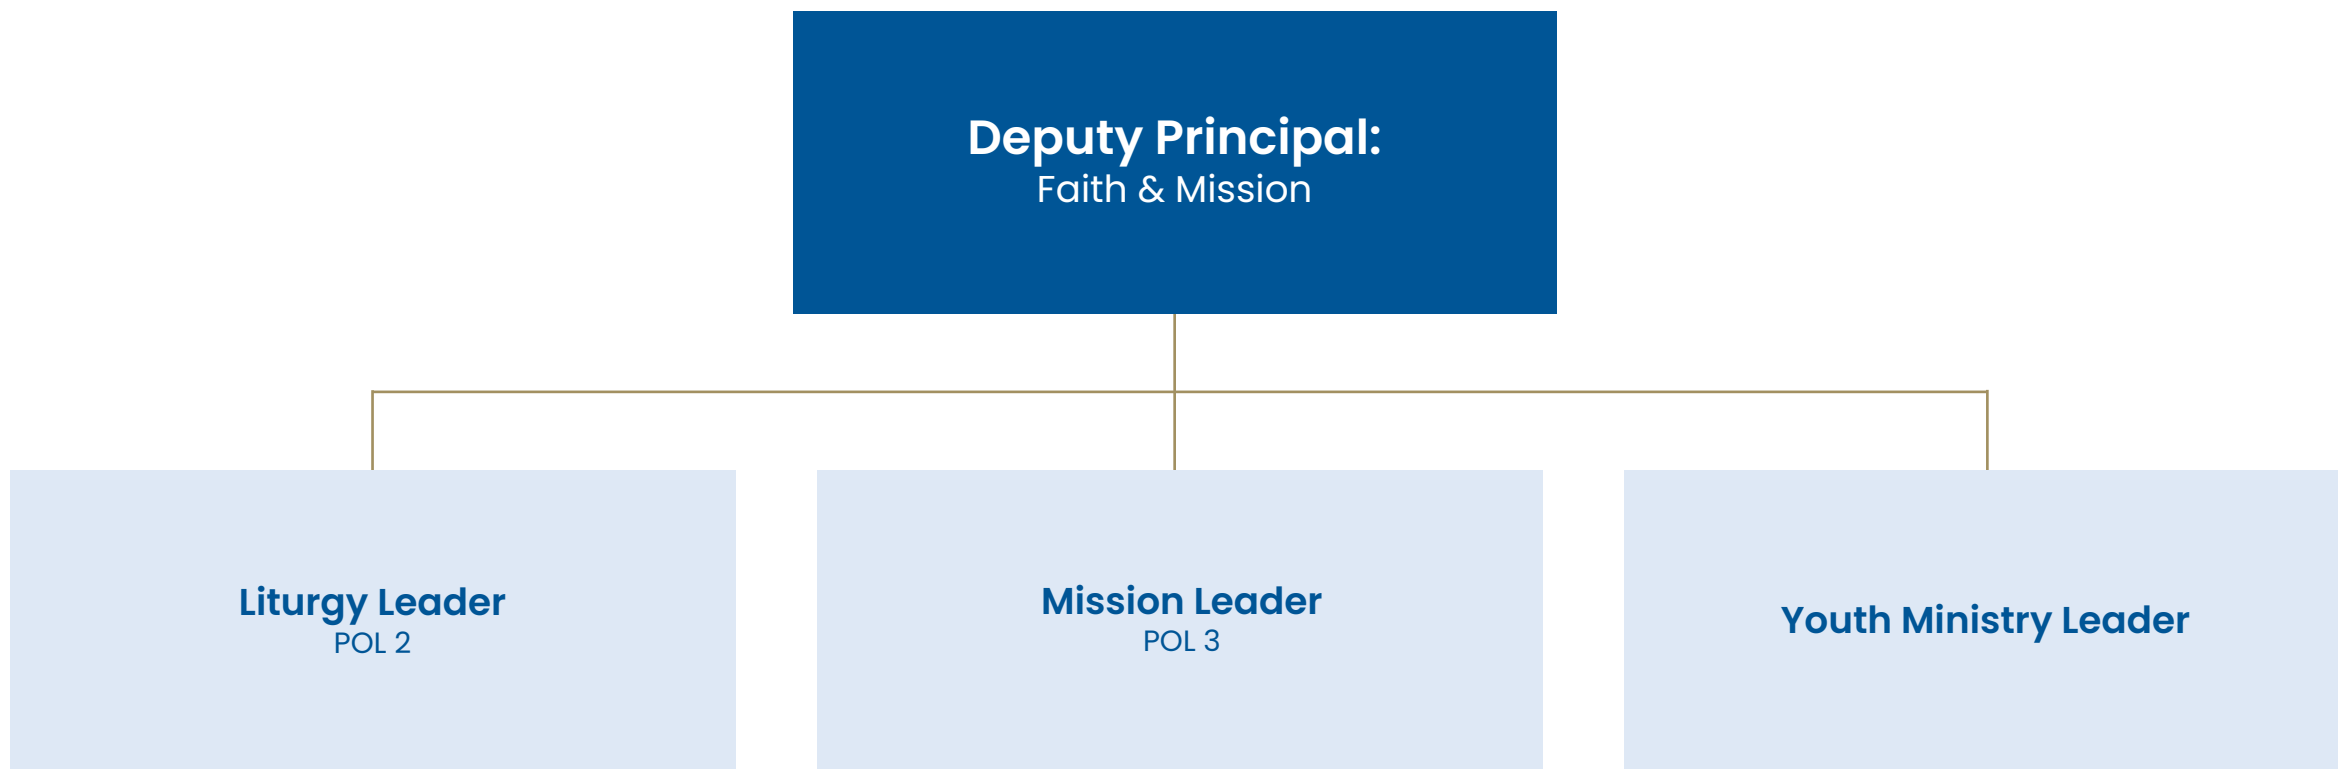 Deputy Principal:
Faith & Mission
Liturgy Leader
POL 2
Mission Leader
POL 3
Youth Ministry Leader